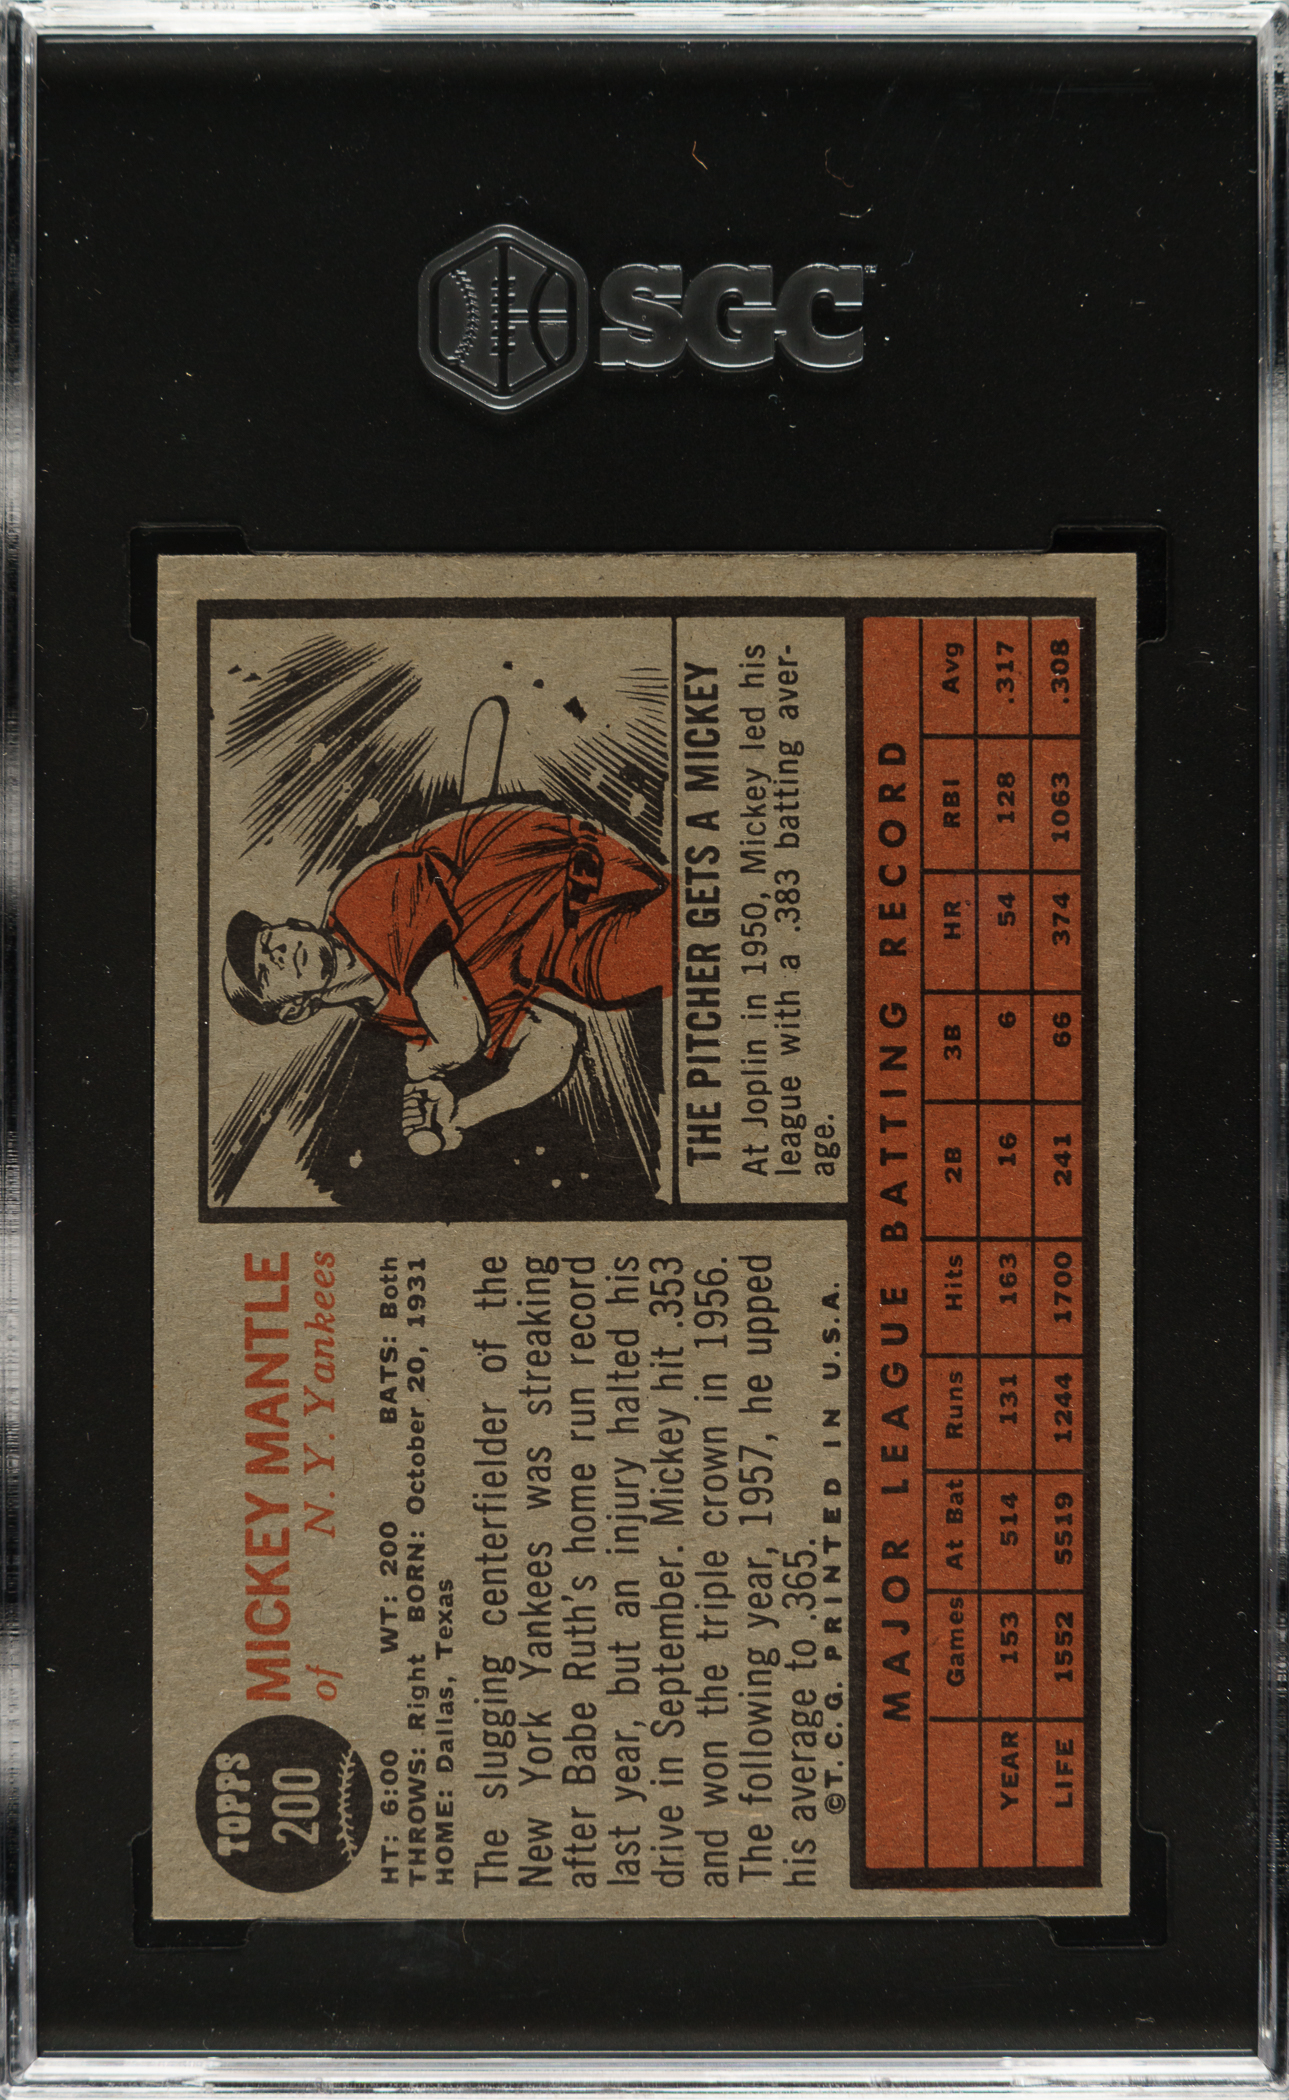 SGC
TOPPS
200
MICKEY MANTLE
of N. Y. Yankees
HT: 6:00 WT: 200 BATS: Both
THROWS: Right BORN: October 20, 1931
HOME: Dallas, Texas
The slugging centerfielder of the
New York Yankees was streaking
after Babe Ruth's home run record
last year, but an injury halted his
drive in September. Mickey hit .353
and won the triple crown in 1956.
The following year, 1957, he upped
his average to .365.
©T. C. G. PRINTED IN U.S.A.
THE PITCHER GETS A MICKEY
At Joplin in 1950, Mickey led his
league with a .383 batting aver-
age.
MAJOR LEAGUE BATTING RECORD
Games At Bat Runs Hits 2B 3B HR RBI Avg
YEAR 153 514 131 163 16 6 54 128 .317
LIFE 1552 5519 1244 1700 241 66 374 1063 .308